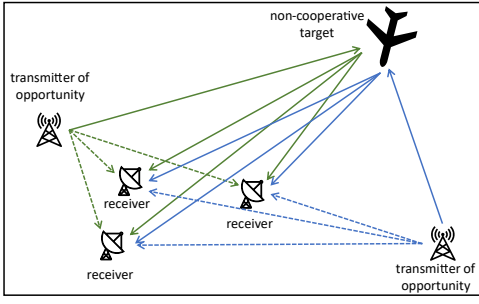 non-cooperative
target
transmitter of
opportunity
receiver
receiver
receiver
transmitter of
opportunity